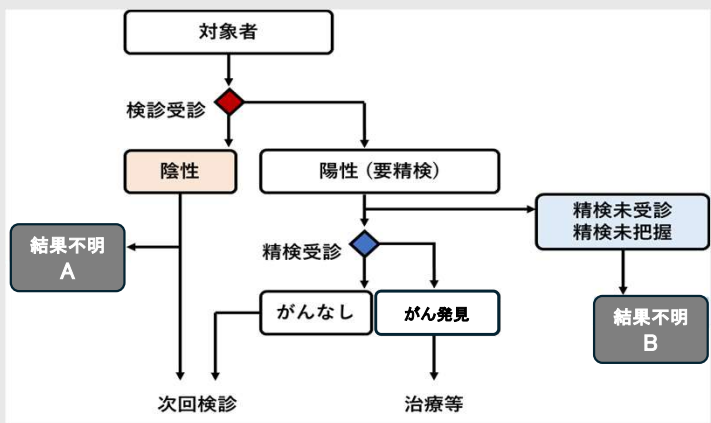 対象者
検診受診
陰性
陽性（要精検）
精検未受診
精検未把握
結果不明
A
精検受診
がんなし
がん発見
結果不明
B
次回検診
治療等